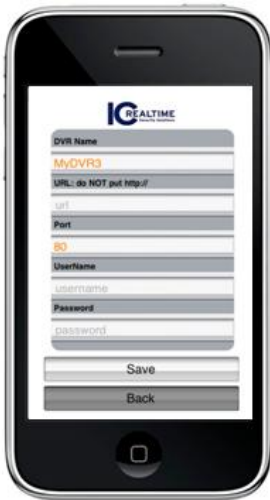 IC REALTIME
Security Solutions
DVR Name
MyDVR3
URL: do NOT put http://
url
Port
80
UserName
username
Password
password
Save
Back